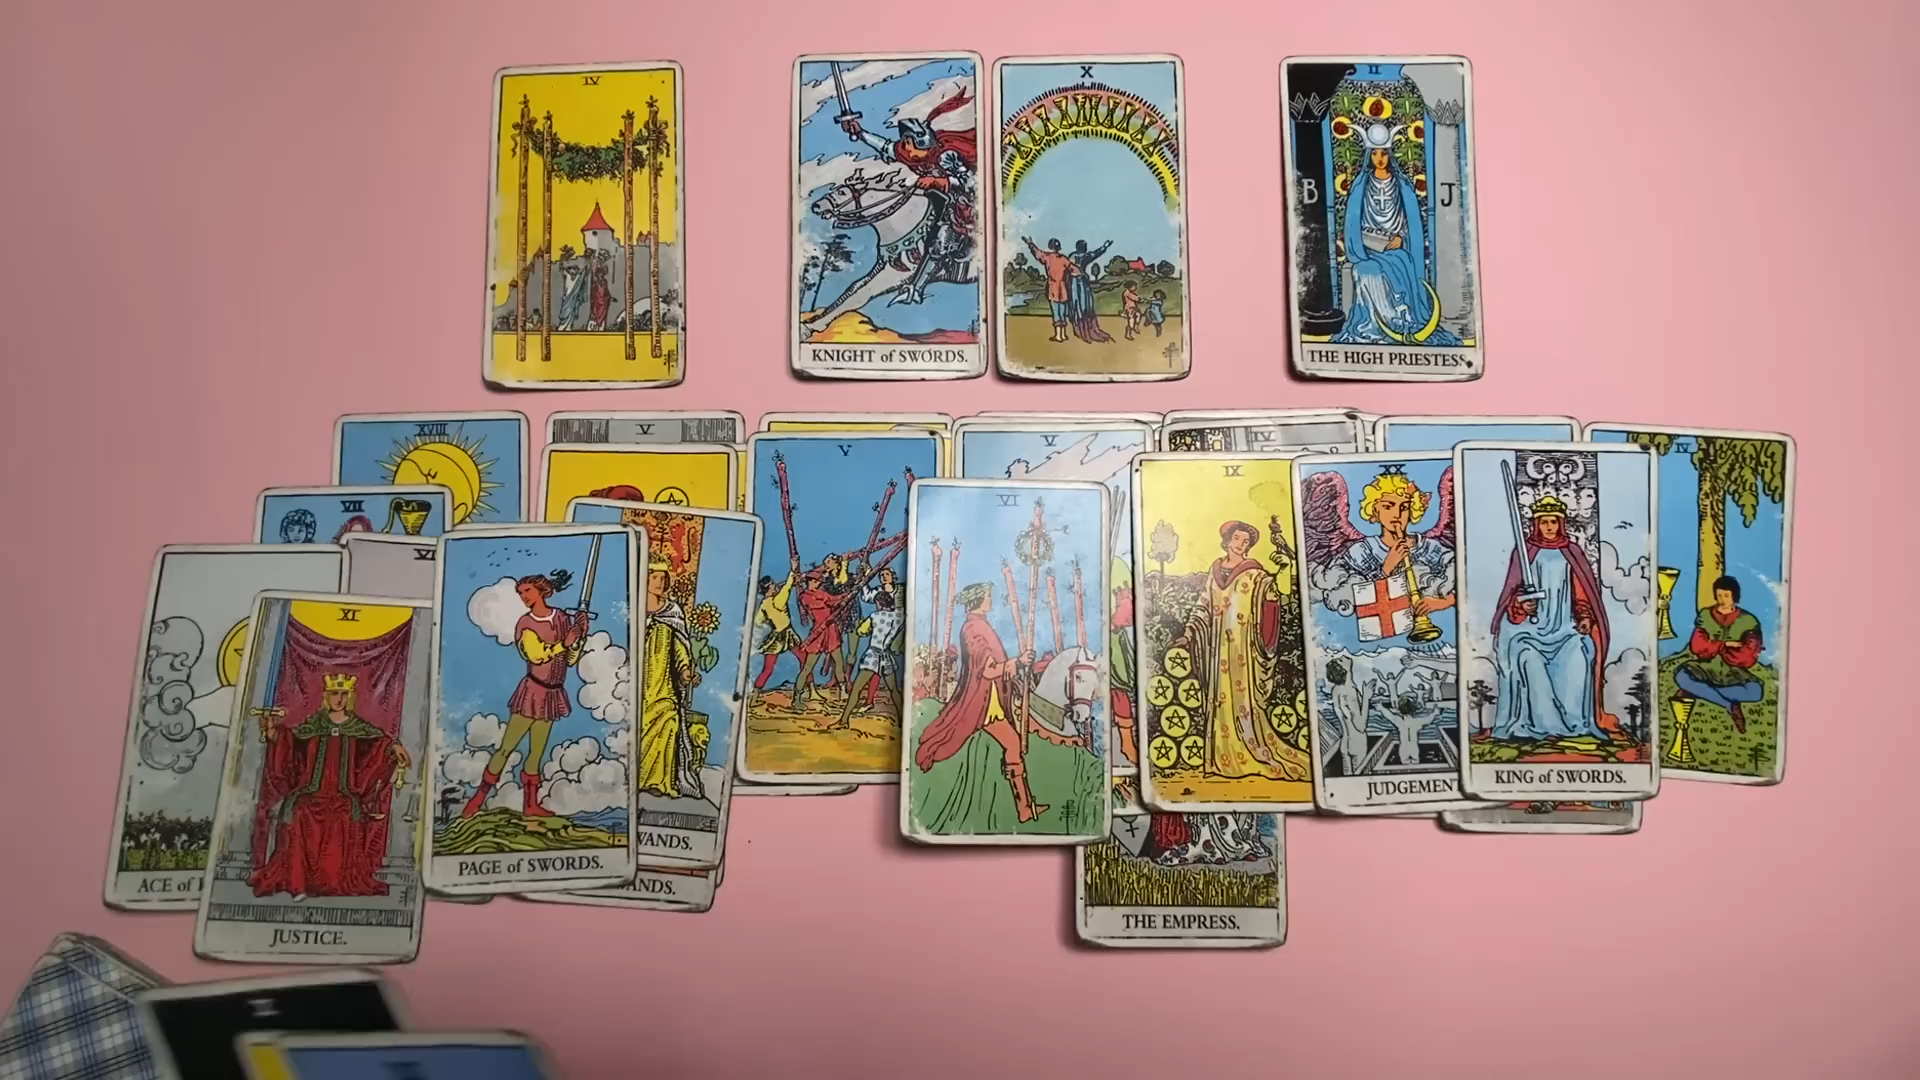 IV
X
II
B
J
KNIGHT of SWORDS.
THE HIGH PRIESTESS.
XVIII
V
V
V
IV
IV
VII
VI
IX
XX
XI
JUDGEMENT
KING of SWORDS.
WANDS.
PAGE of SWORDS.
ACE of
WANDS.
THE EMPRESS.
JUSTICE.